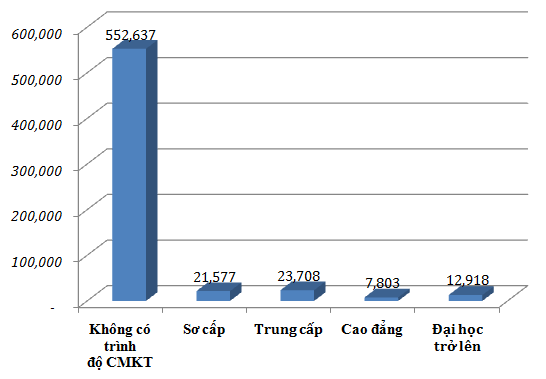 600,000
500,000
400,000
300,000
200,000
100,000
-
552,637
21,577
23,708
7,803
12,918
Không có
trình
độ CMKT
Sơ cấp
Trung cấp
Cao đẳng
Đại học
trở lên